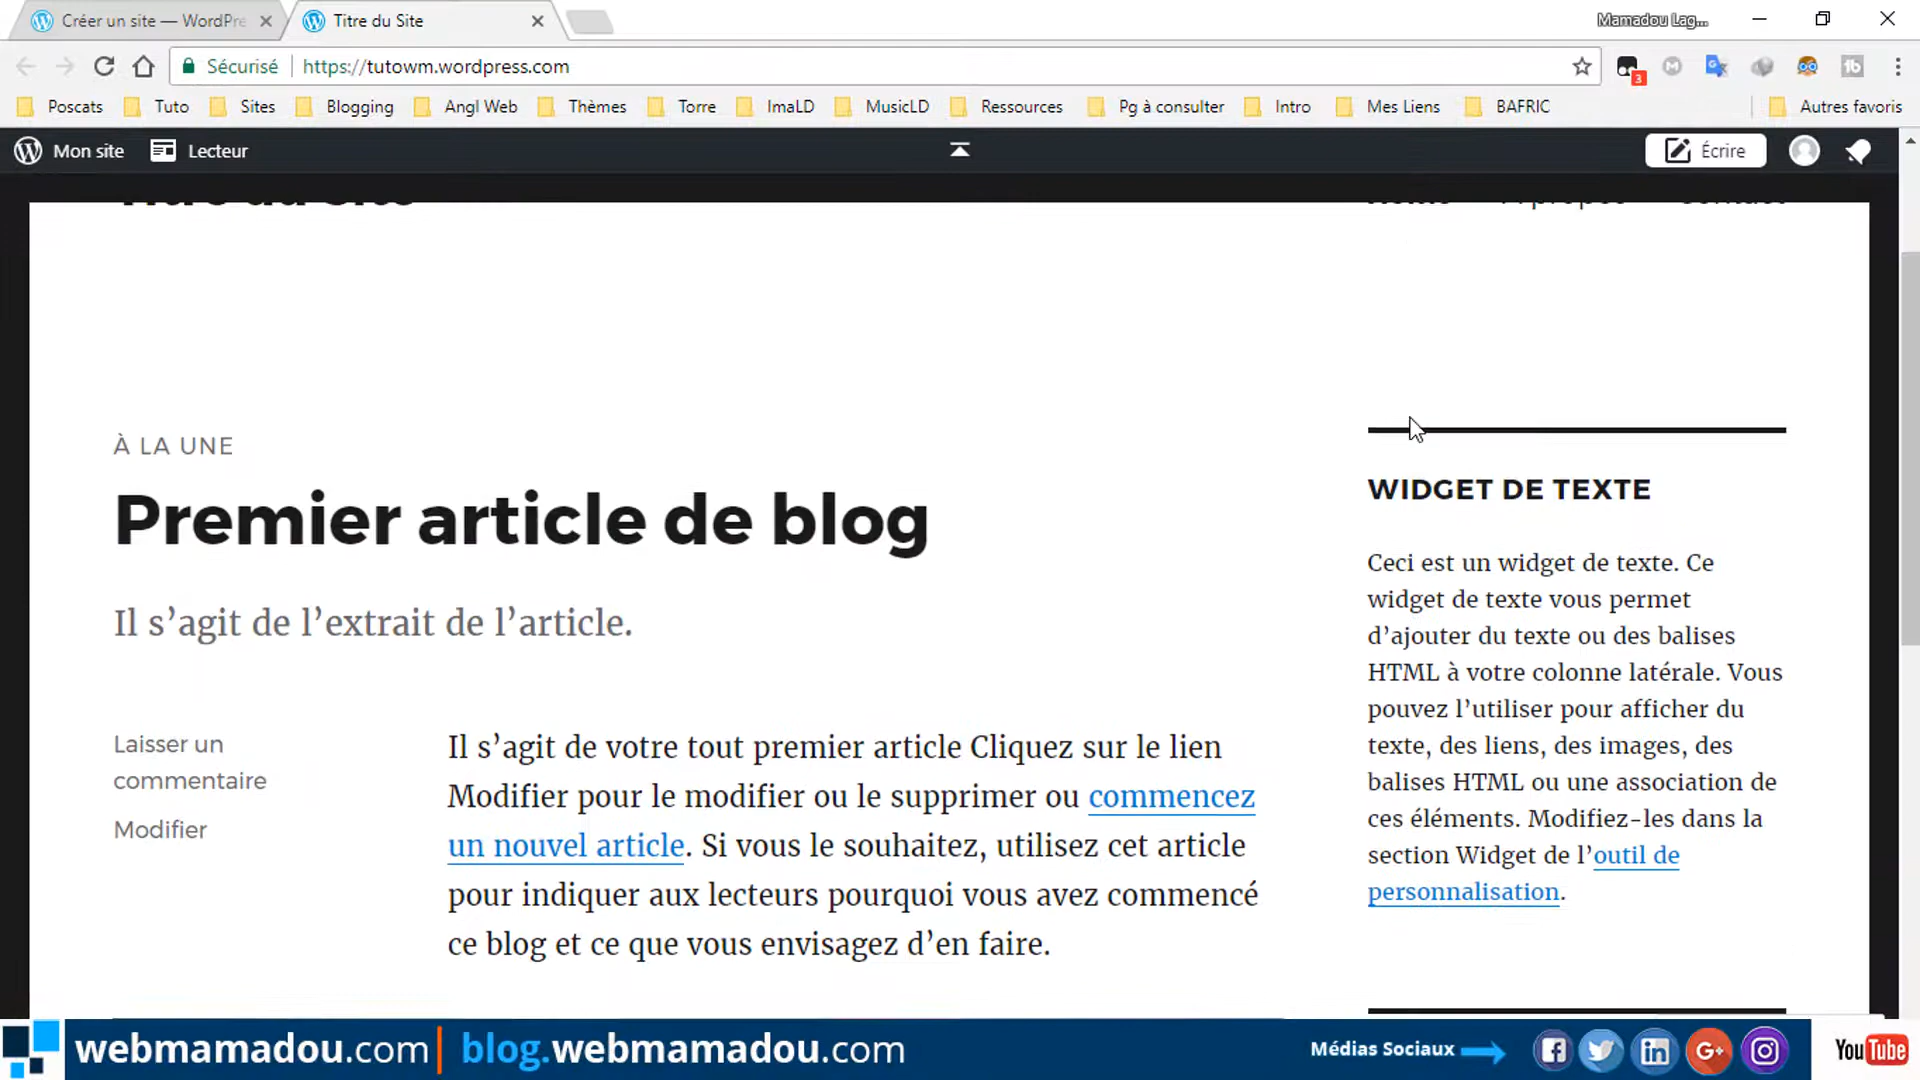 Créer un site — WordPre
Titre du Site
Mamadou Lag...
Sécurisé
https://tutowm.wordpress.com
3
Poscats
Tuto
Sites
Blogging
Angl Web
Thèmes
Torre
ImaLD
MusicLD
Ressources
Pg à consulter
Intro
Mes Liens
BAFRIC
Autres favoris
Mon site
Lecteur
Écrire
Titre du Site
À LA UNE
Premier article de blog
Il s’agit de l’extrait de l’article.
Laisser un
commentaire
Modifier
Il s’agit de votre tout premier article Cliquez sur le lien
Modifier pour le modifier ou le supprimer ou commencez
un nouvel article. Si vous le souhaitez, utilisez cet article
pour indiquer aux lecteurs pourquoi vous avez commencé
ce blog et ce que vous envisagez d’en faire.
WIDGET DE TEXTE
Ceci est un widget de texte. Ce
widget de texte vous permet
d’ajouter du texte ou des balises
HTML à votre colonne latérale. Vous
pouvez l’utiliser pour afficher du
texte, des liens, des images, des
balises HTML ou une association de
ces éléments. Modifiez-les dans la
section Widget de l’outil de
personnalisation.
webmamadou.com
blog.webmamadou.com
Médias Sociaux
YouTube